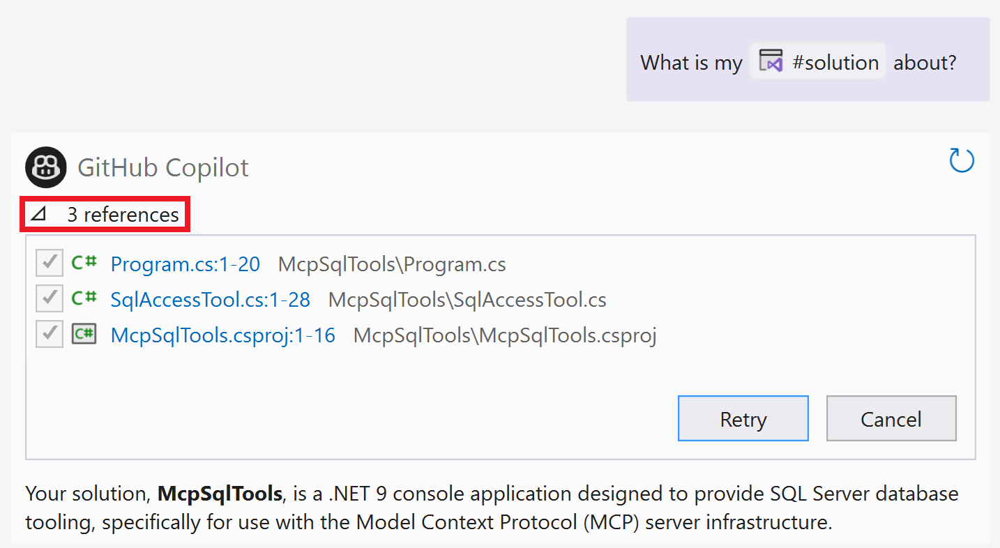 What is my #solution about?
GitHub Copilot
3 references
C# Program.cs:1-20 McpSqlTools\Program.cs
C# SqlAccessTool.cs:1-28 McpSqlTools\SqlAccessTool.cs
C# McpSqlTools.csproj:1-16 McpSqlTools\McpSqlTools.csproj
Retry Cancel
Your solution, McpSqlTools, is a .NET 9 console application designed to provide SQL Server database
tooling, specifically for use with the Model Context Protocol (MCP) server infrastructure.